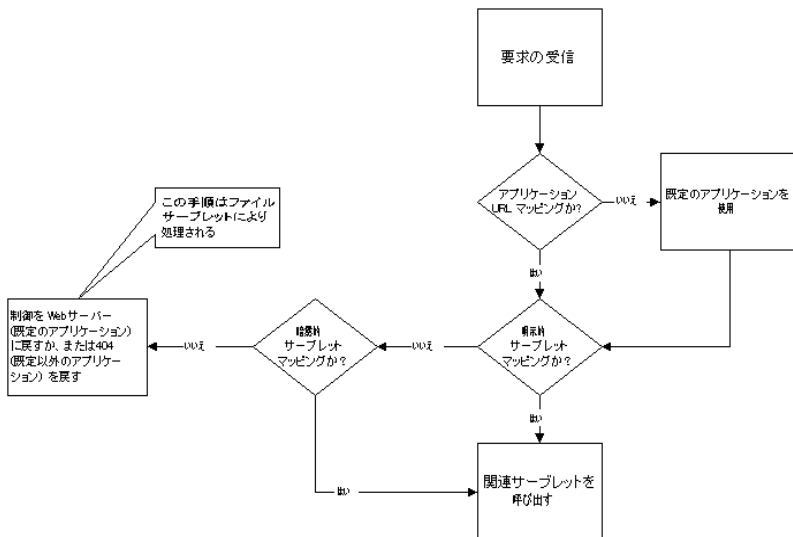 要求の受信
アプリケーション
URL マッピングか?
いいえ
既定のアプリケーションを
使用
はい
この手順はファイル
サーブレットにより
処理される
制御を Webサーバー
(既定のアプリケーション)
に戻すか、または404
(既定以外のアプリケー
ション) を戻す
いいえ
暗黙的
サーブレット
マッピングか？
いいえ
明示的
サーブレット
マッピングか？
はい
はい
関連サーブレットを
呼び出す